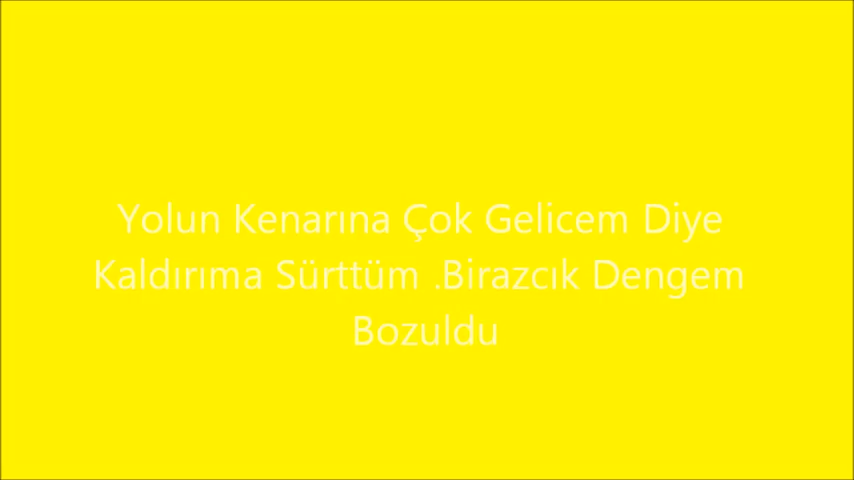 Yolun Kenarına Çok Gelicem Diye
Kaldırıma Sürttüm .Birazcık Dengem
Bozuldu